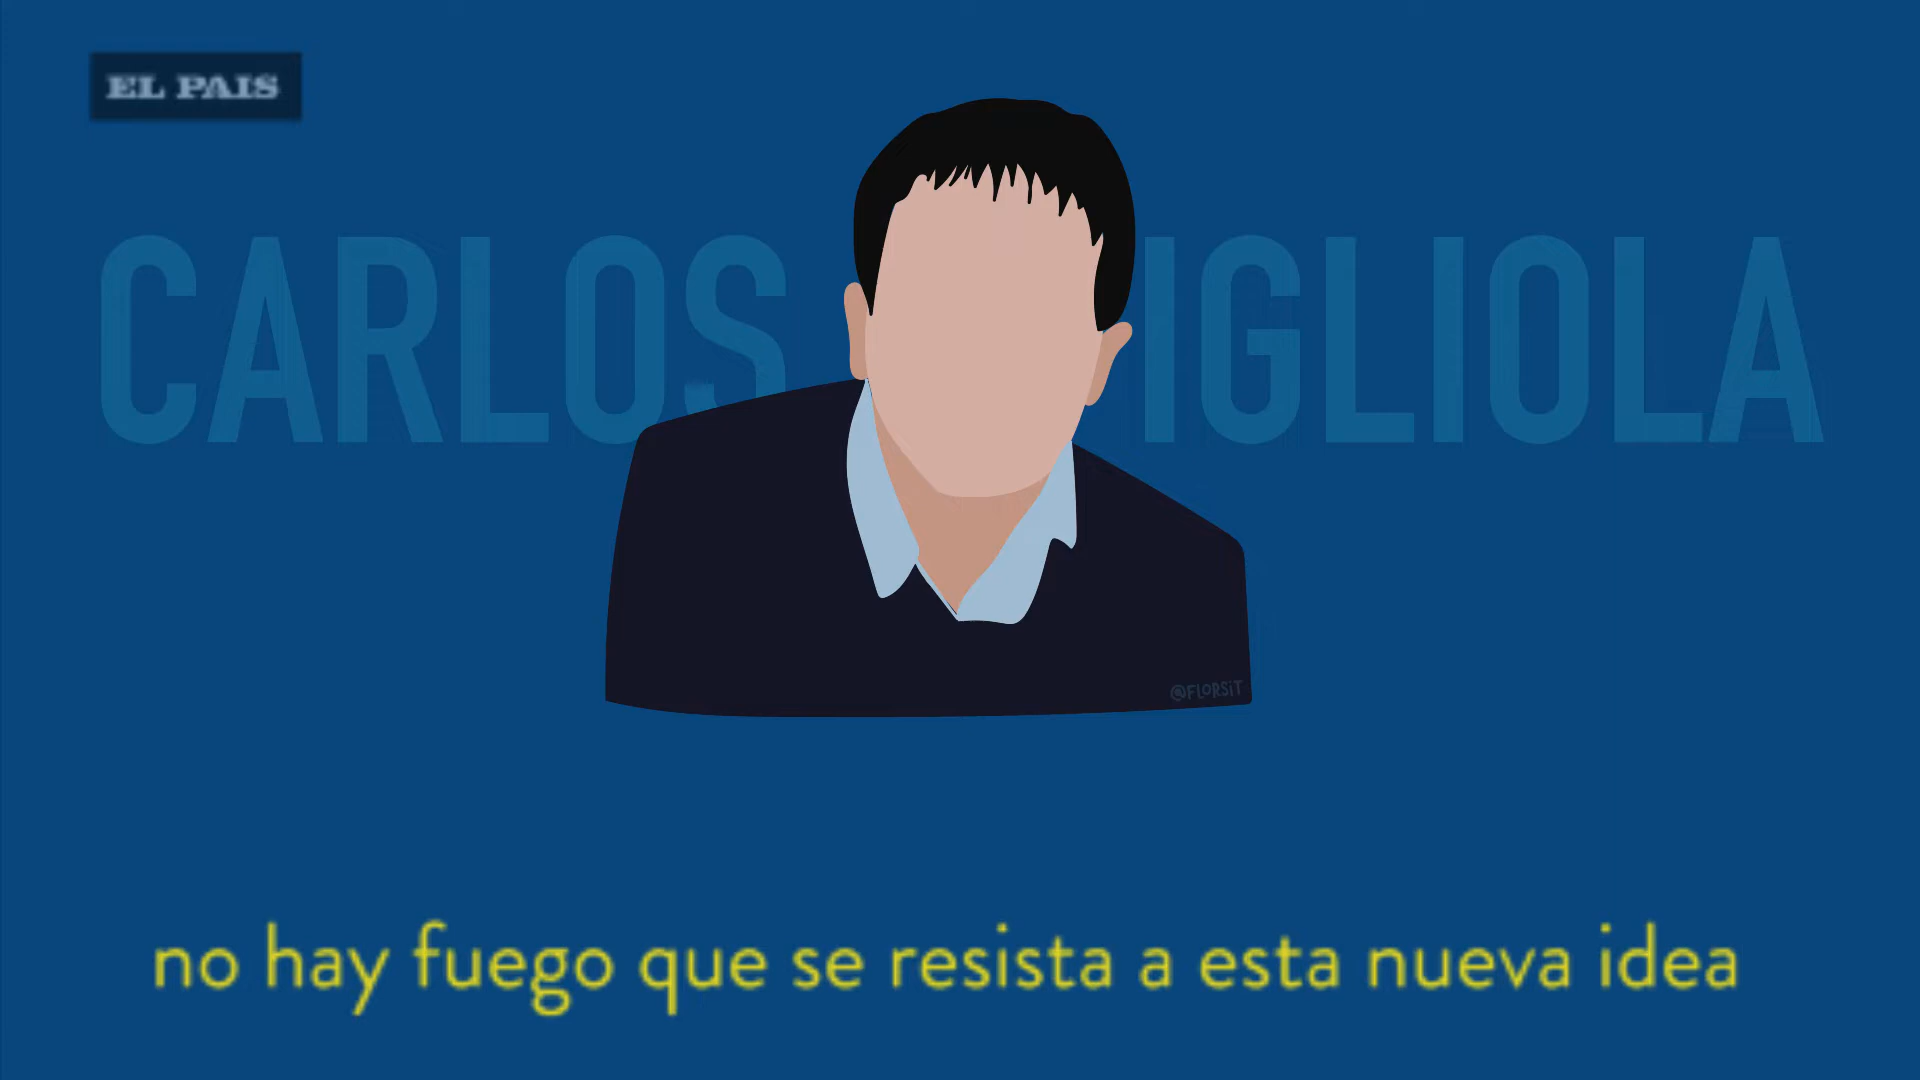 EL PAIS
CARLOS IGLIOLA
@FLORSIT
no hay fuego que se resista a esta nueva idea